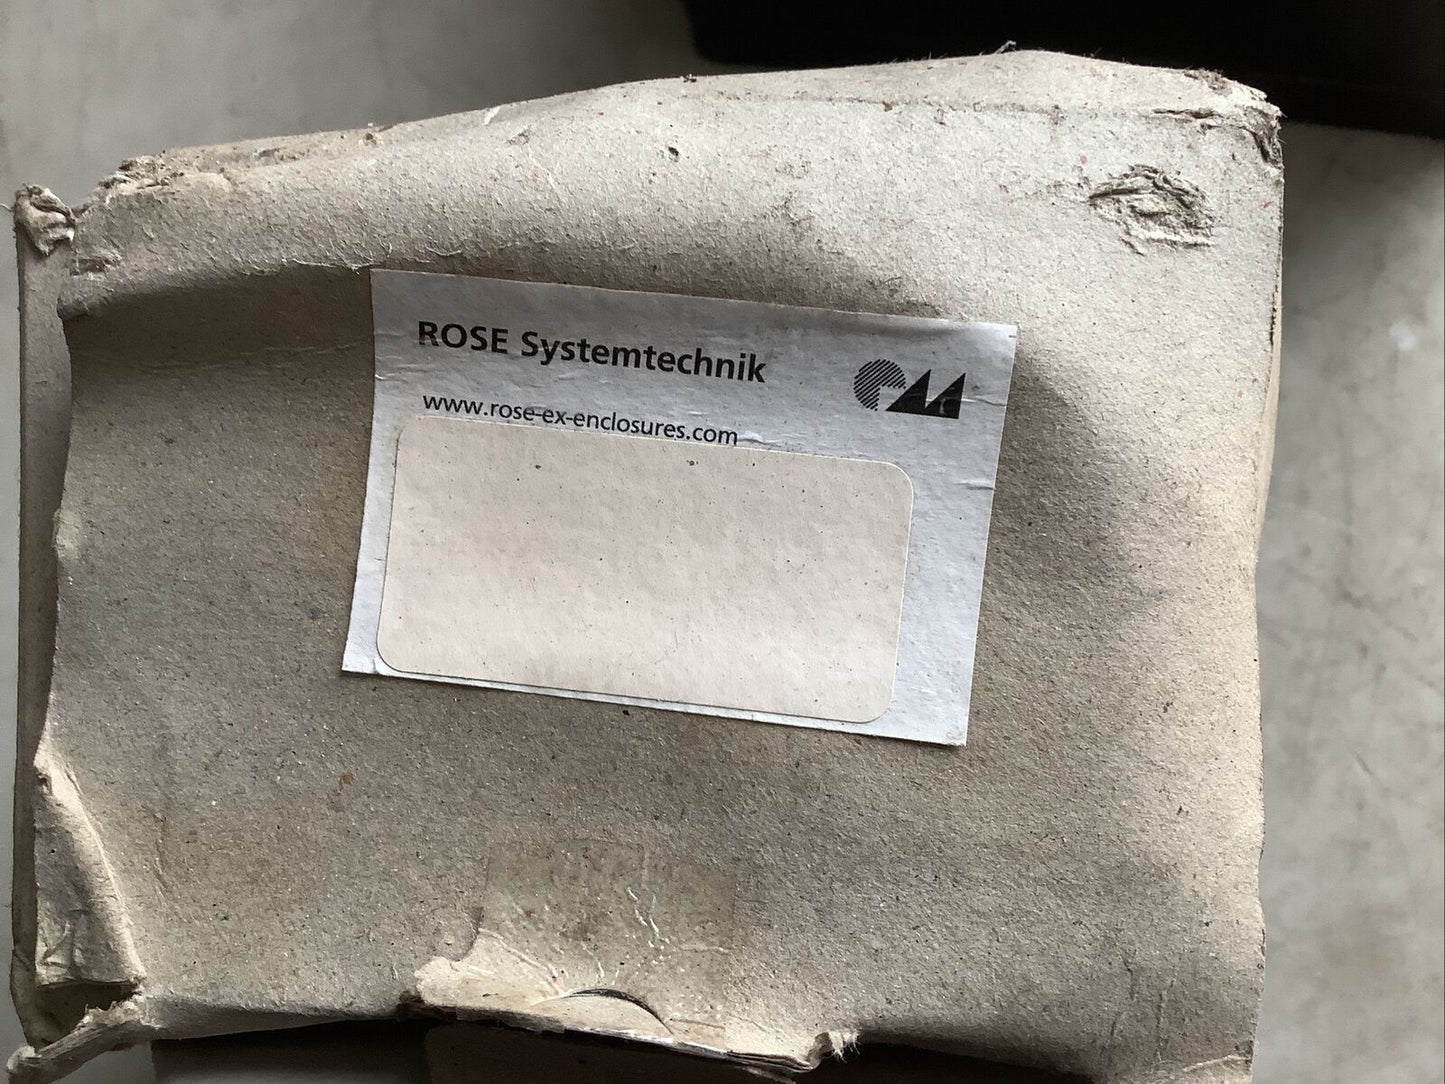 ROSE Systemtechnik
www.rose-ex-enclosures.com